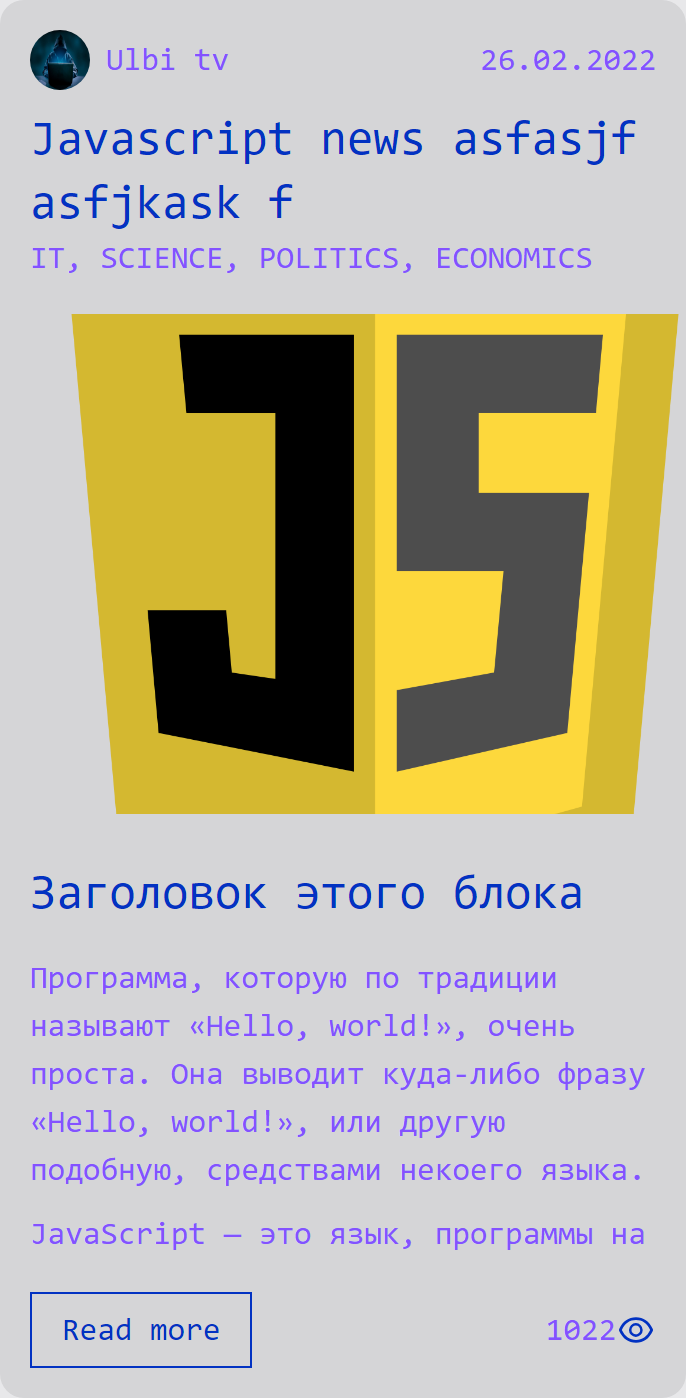 Ulbi tv 26.02.2022
Javascript news asfasjf
asfjkask f
IT, SCIENCE, POLITICS, ECONOMICS
JS
Заголовок этого блока
Программа, которую по традиции
называют «Hello, world!», очень
проста. Она выводит куда-либо фразу
«Hello, world!», или другую
подобную, средствами некоего языка.
JavaScript — это язык, программы на
Read more 1022